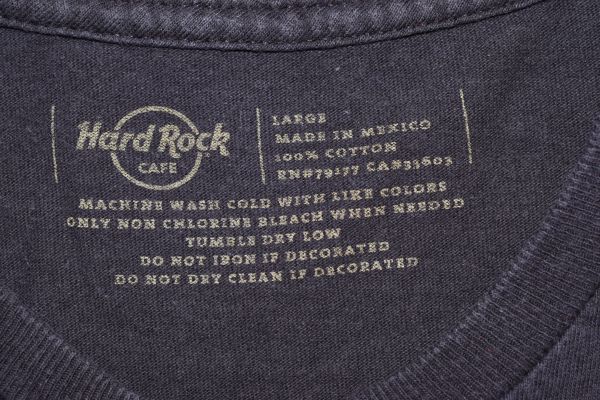 Hard Rock
CAFE
LARGE
MADE IN MEXICO
100% COTTON
RN#79177 CA#33603
MACHINE WASH COLD WITH LIKE COLORS
ONLY NON CHLORINE BLEACH WHEN NEEDED
TUMBLE DRY LOW
DO NOT IRON IF DECORATED
DO NOT DRY CLEAN IF DECORATED